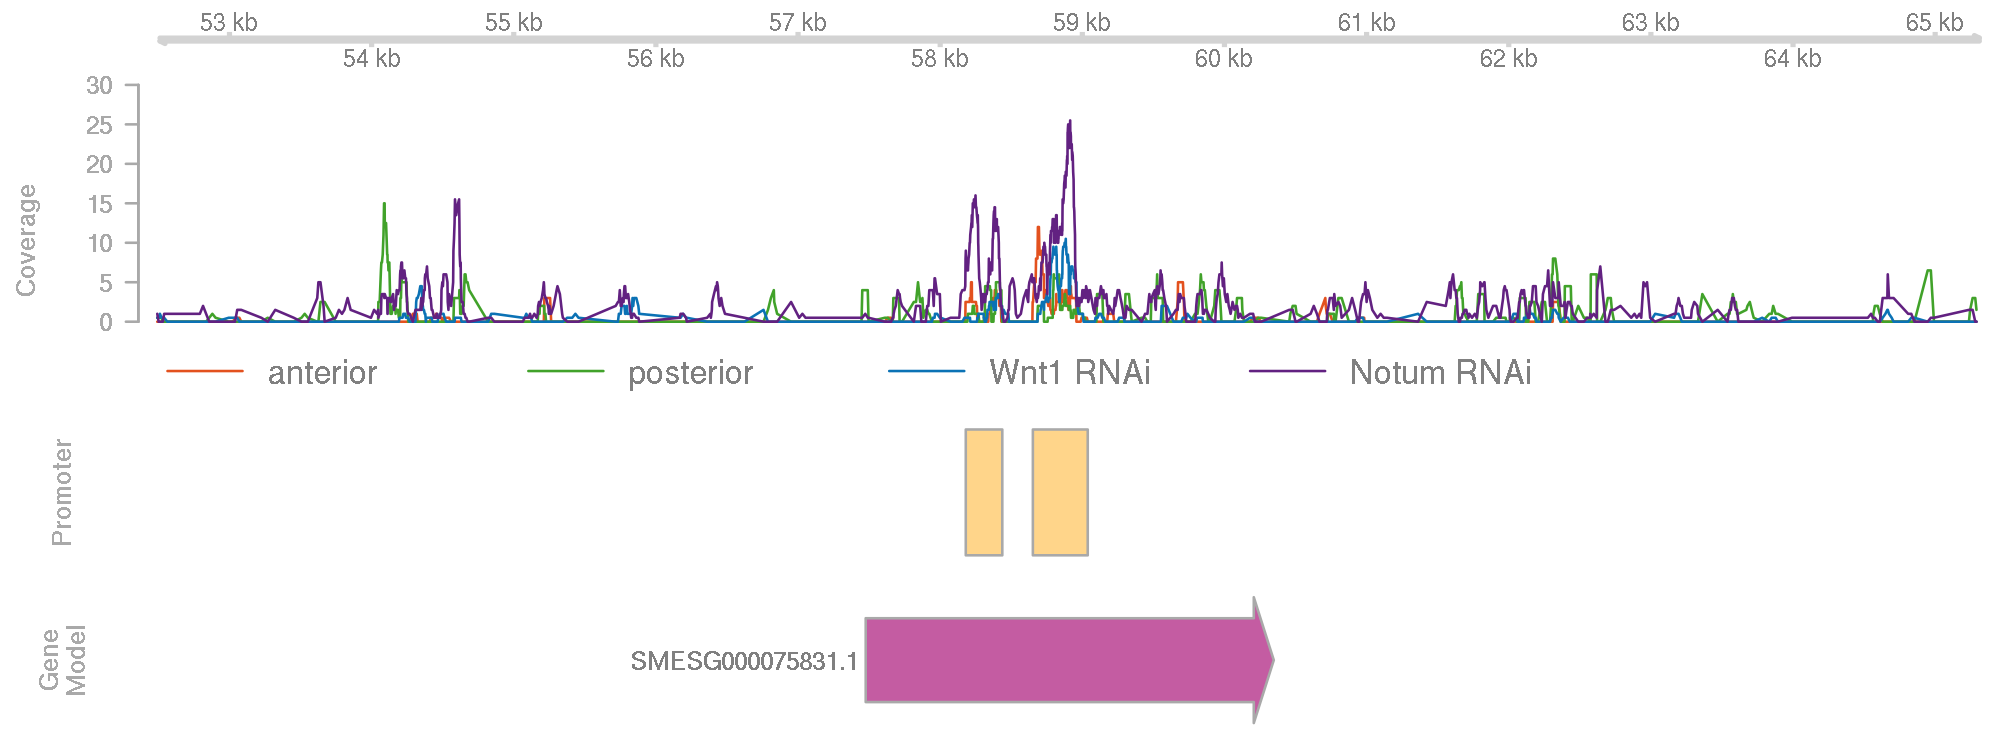 53 kb 55 kb 57 kb 59 kb 61 kb 63 kb 65 kb
54 kb 56 kb 58 kb 60 kb 62 kb 64 kb
30
25
20
15
10
5
0
Coverage
anterior posterior Wnt1 RNAi Notum RNAi
Promoter
Gene
Model
SMESG000075831.1